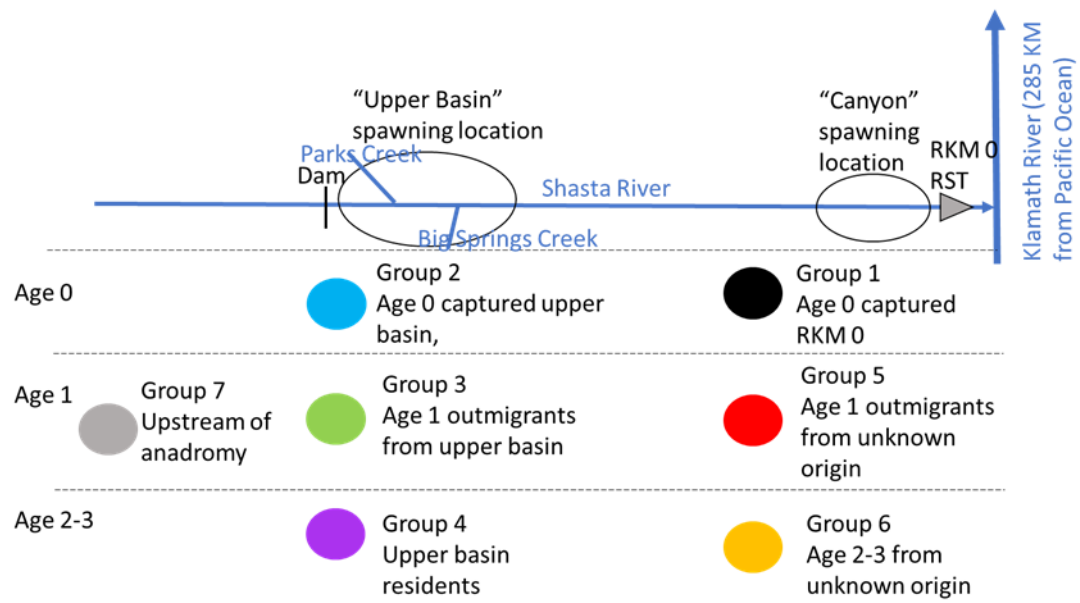 “Upper Basin”
spawning location
Parks Creek
Dam
Shasta River
Big Springs Creek
“Canyon”
spawning
location
RKM 0
RST
Klamath River (285 KM
from Pacific Ocean)
Age 0
Group 2
Age 0 captured upper
basin,
Group 1
Age 0 captured
RKM 0
Age 1
Group 7
Upstream of
anadromy
Group 3
Age 1 outmigrants
from upper basin
Group 5
Age 1 outmigrants
from unknown
origin
Age 2-3
Group 4
Upper basin
residents
Group 6
Age 2-3 from
unknown origin